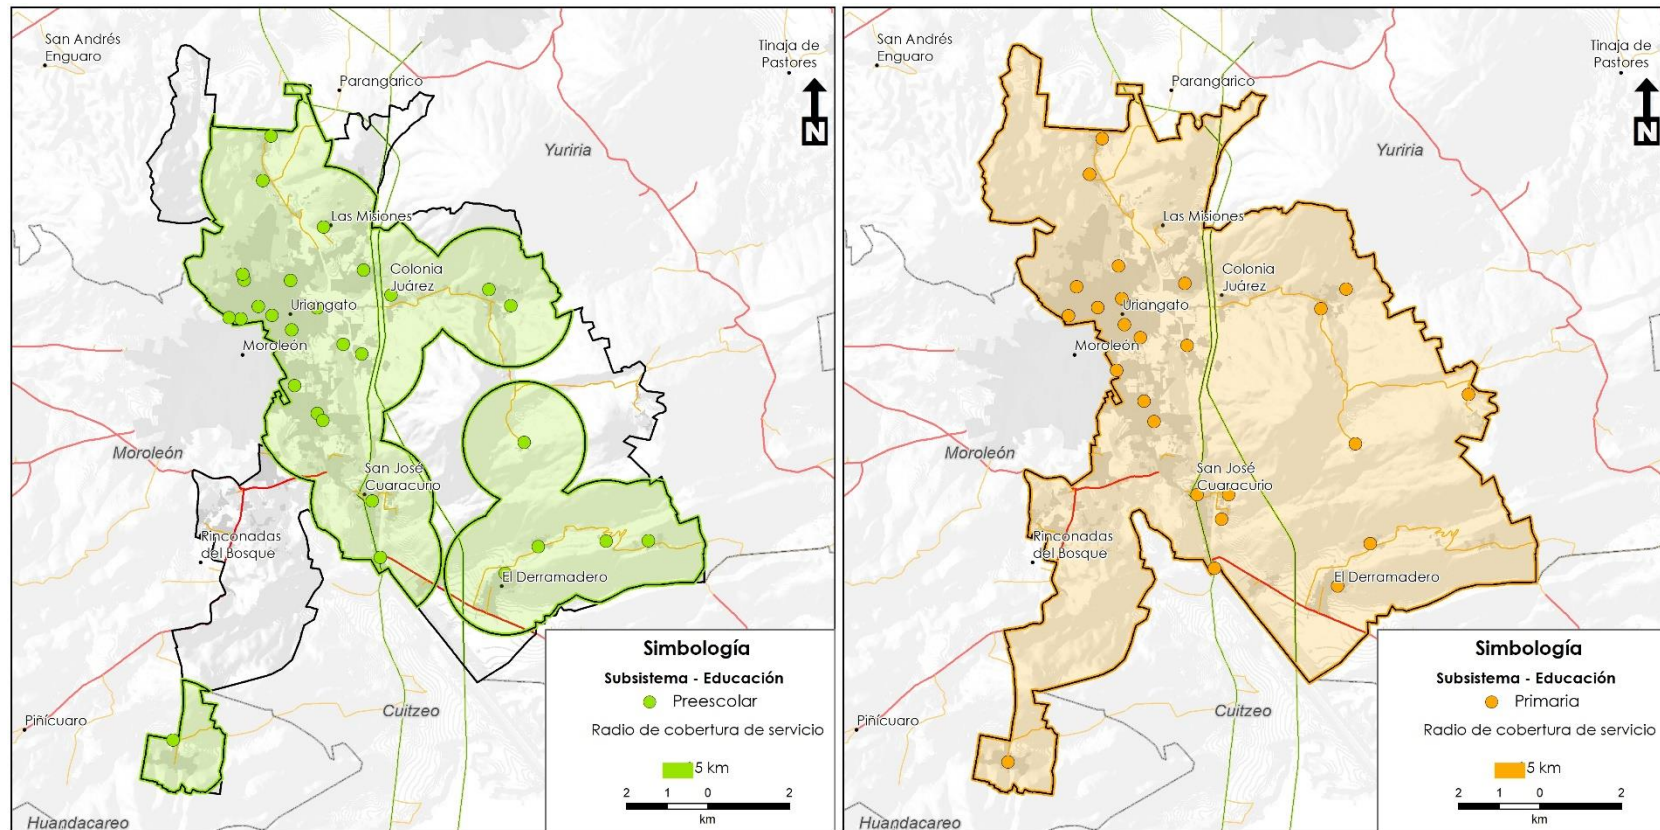 San Andrés
Enguaro
Parangarico
Tinaja de
Pastores
N
Yuriria
Las Misiones
Colonia
Juárez
Uriangato
Moroleón
Moroleón
San José
Cuaracurio
Rinconadas
del Bosque
El Derramadero
Piñícuaro
Cuitzeo
Huandacareo
Simbología
Subsistema - Educación
Preescolar
Radio de cobertura de servicio
5 km
2 1 0 2
km
San Andrés
Enguaro
Parangarico
Tinaja de
Pastores
N
Yuriria
Las Misiones
Colonia
Juárez
Uriangato
Moroleón
Moroleón
San José
Cuaracurio
Rinconadas
del Bosque
El Derramadero
Piñícuaro
Cuitzeo
Huandacareo
Simbología
Subsistema - Educación
Primaria
Radio de cobertura de servicio
5 km
2 1 0 2
km